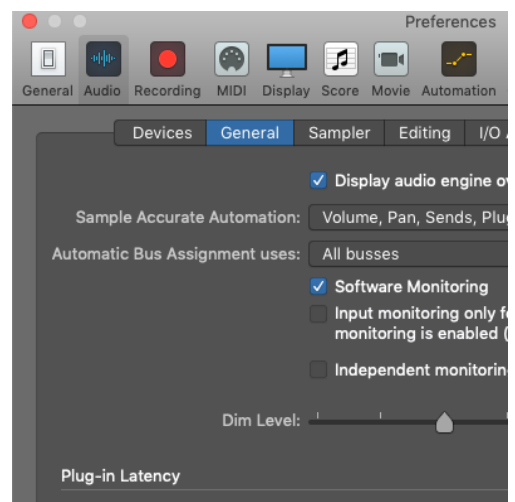 Preferences
General Audio Recording MIDI Display Score Movie Automation
Devices General Sampler Editing I/O
Display audio engine
Sample Accurate Automation: Volume, Pan, Sends,
Automatic Bus Assignment uses: All busses
Software Monitoring
Input monitoring only
monitoring is enabled (
Independent
Dim Level:
Plug-in Latency